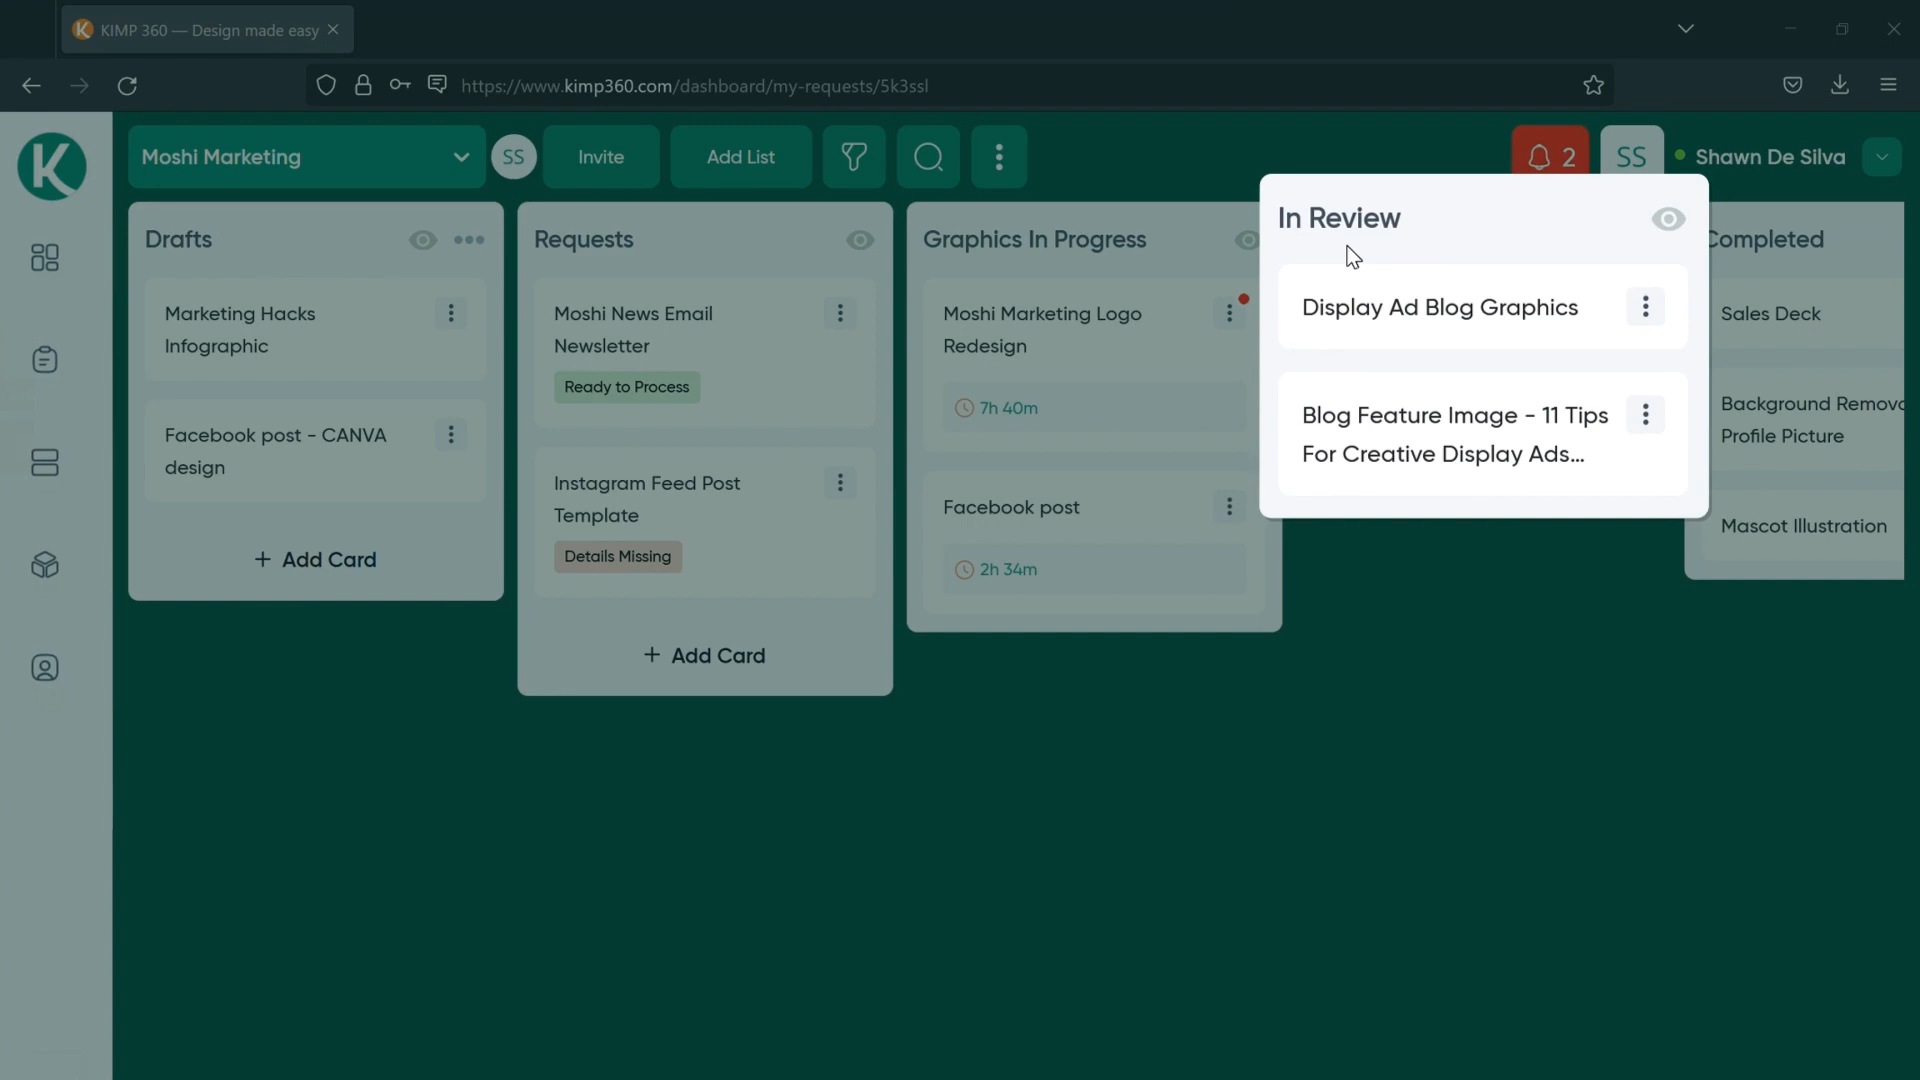 KIMP 360 — Design made easy
https://www.kimp360.com/dashboard/my-requests/5k3ssl
K
Moshi Marketing
SS
Invite
Add List
2
SS
Shawn De Silva
Drafts
Marketing Hacks
Infographic
Facebook post - CANVA
design
+ Add Card
Requests
Moshi News Email
Newsletter
Ready to Process
Instagram Feed Post
Template
Details Missing
+ Add Card
Graphics In Progress
Moshi Marketing Logo
Redesign
7h 40m
Facebook post
2h 34m
In Review
Display Ad Blog Graphics
Blog Feature Image - 11 Tips
For Creative Display Ads...
Completed
Sales Deck
Background Remov
Profile Picture
Mascot Illustration